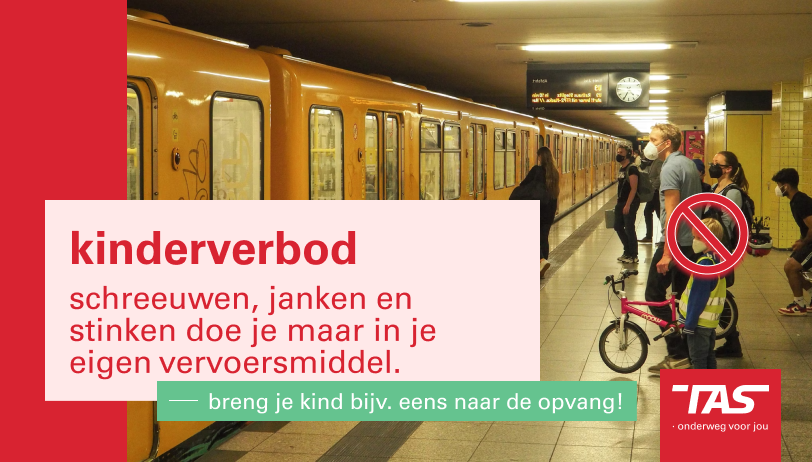 kinderverbod
schreeuwen, janken en
stinken doe je maar in je
eigen vervoersmiddel.
breng je kind bijv. eens naar de opvang!
TAS
· onderweg voor jou